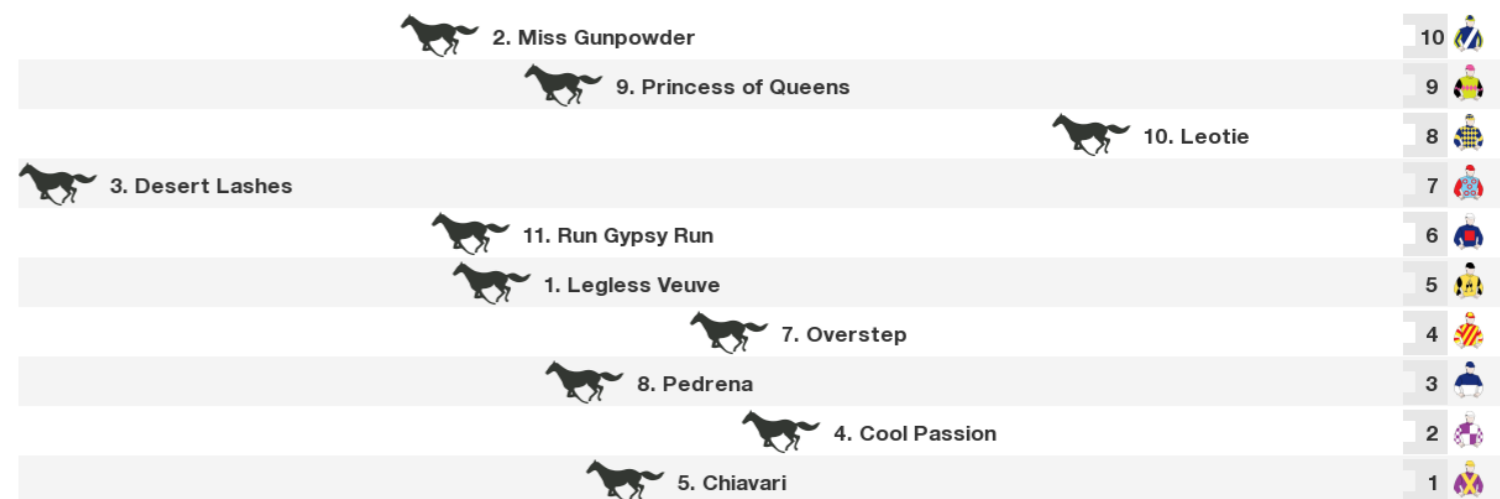 2. Miss Gunpowder 10
9. Princess of Queens 9
10. Leotie 8
3. Desert Lashes 7
11. Run Gypsy Run 6
1. Legless Veuve 5
7. Overstep 4
8. Pedrena 3
4. Cool Passion 2
5. Chiavari 1